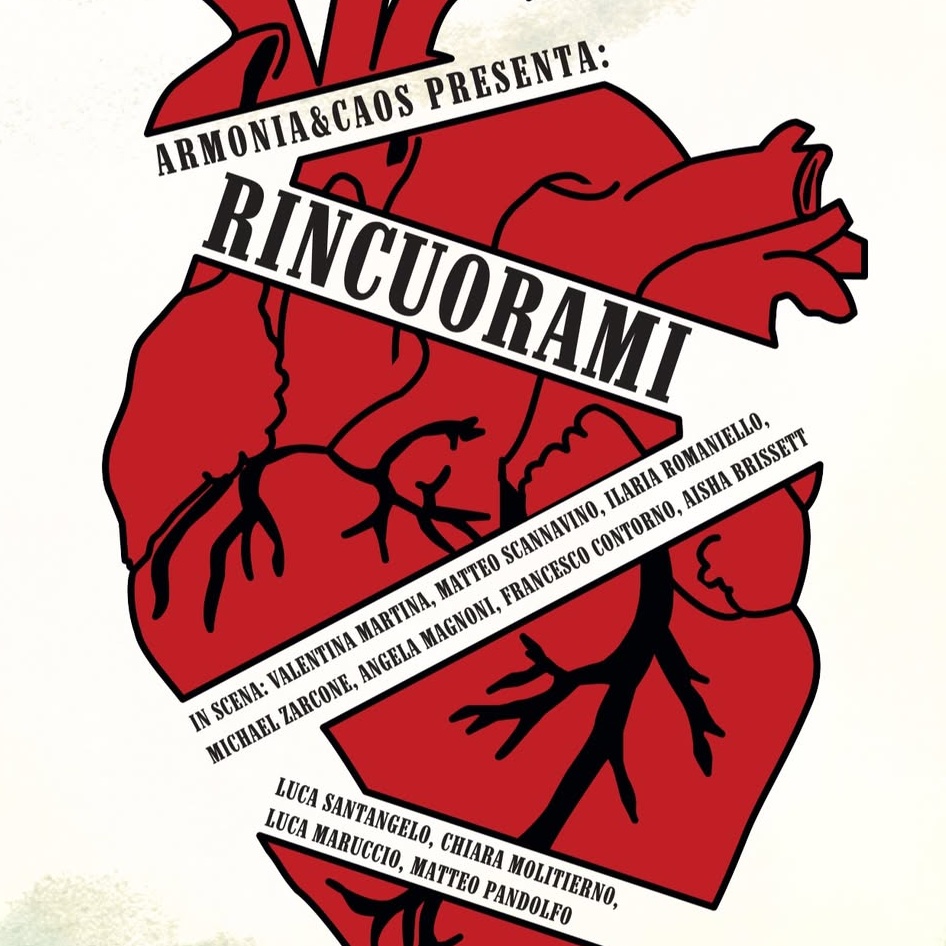 ARMONIA&CAOS PRESENTA:
RINCUORAMI
IN SCENA: VALENTINA MARTINA, MATTEO SCANNAVINO, ILARIA ROMANIELLO,
MICHAEL ZARCONE, ANGELA MAGNONI, FRANCESCO CONTORNO, AISHA BRISSETT
LUCA SANTANGELO, CHIARA MOLITIERNO,
LUCA MARUCCIO, MATTEO PANDOLFO